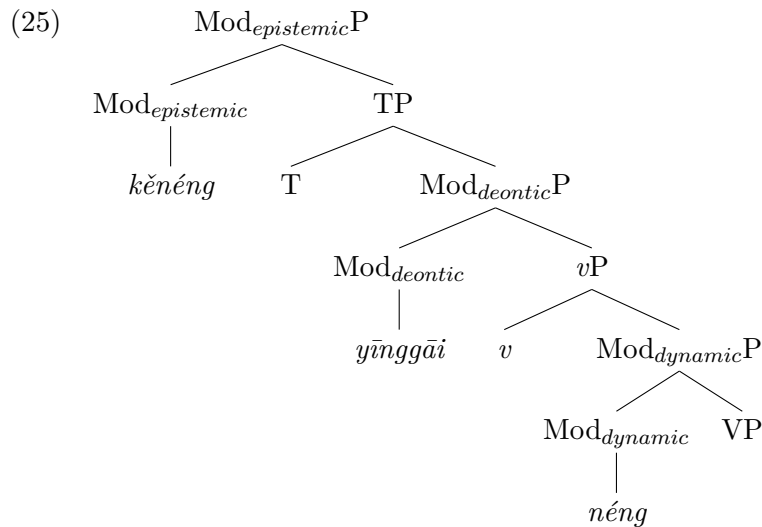 (25) Mod_epistemicP
Mod_epistemic TP
kěnéng T Mod_deonticP
Mod_deontic vP
yīnggāi v Mod_dynamicP
Mod_dynamic VP
néng